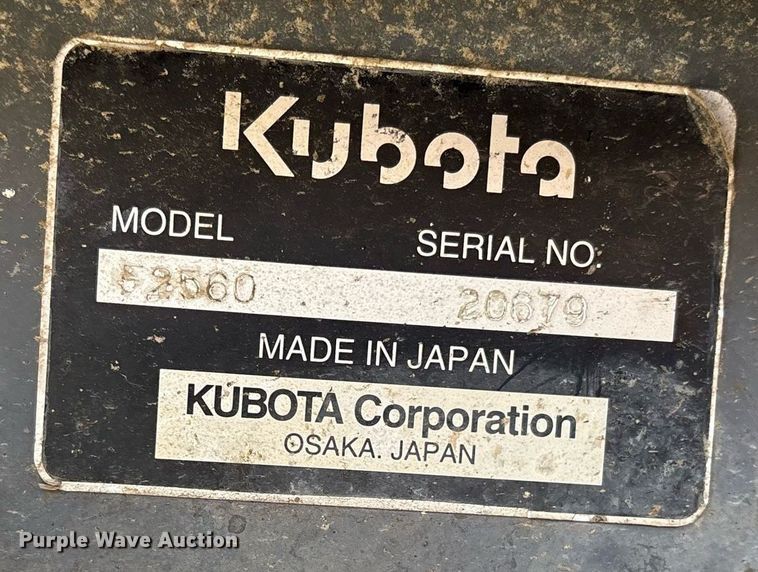 Kubota
MODEL SERIAL NO.
F2560 20679
MADE IN JAPAN
KUBOTA Corporation
OSAKA. JAPAN
Purple Wave Auction